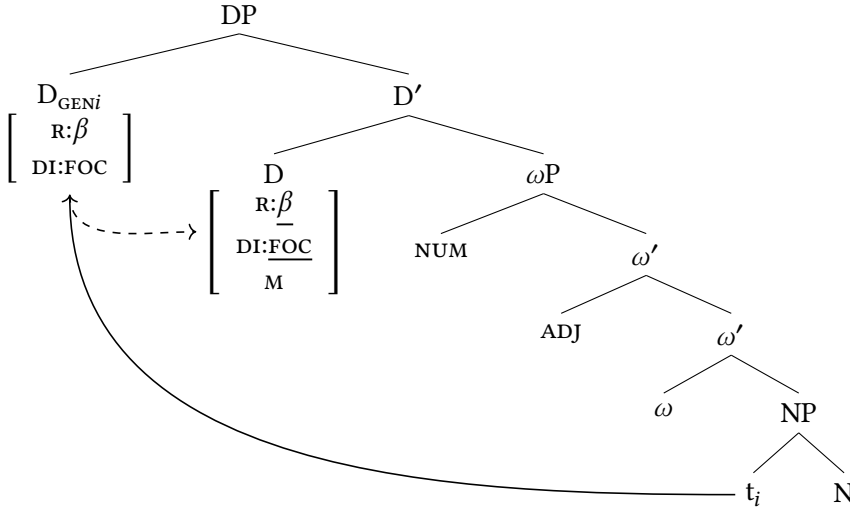 DP
D_GENi D′
[ R:β DI:FOC ]
D ωP
[ R:β DI:FOC M ]
NUM ω′
ADJ ω′
ω NP
t_i N